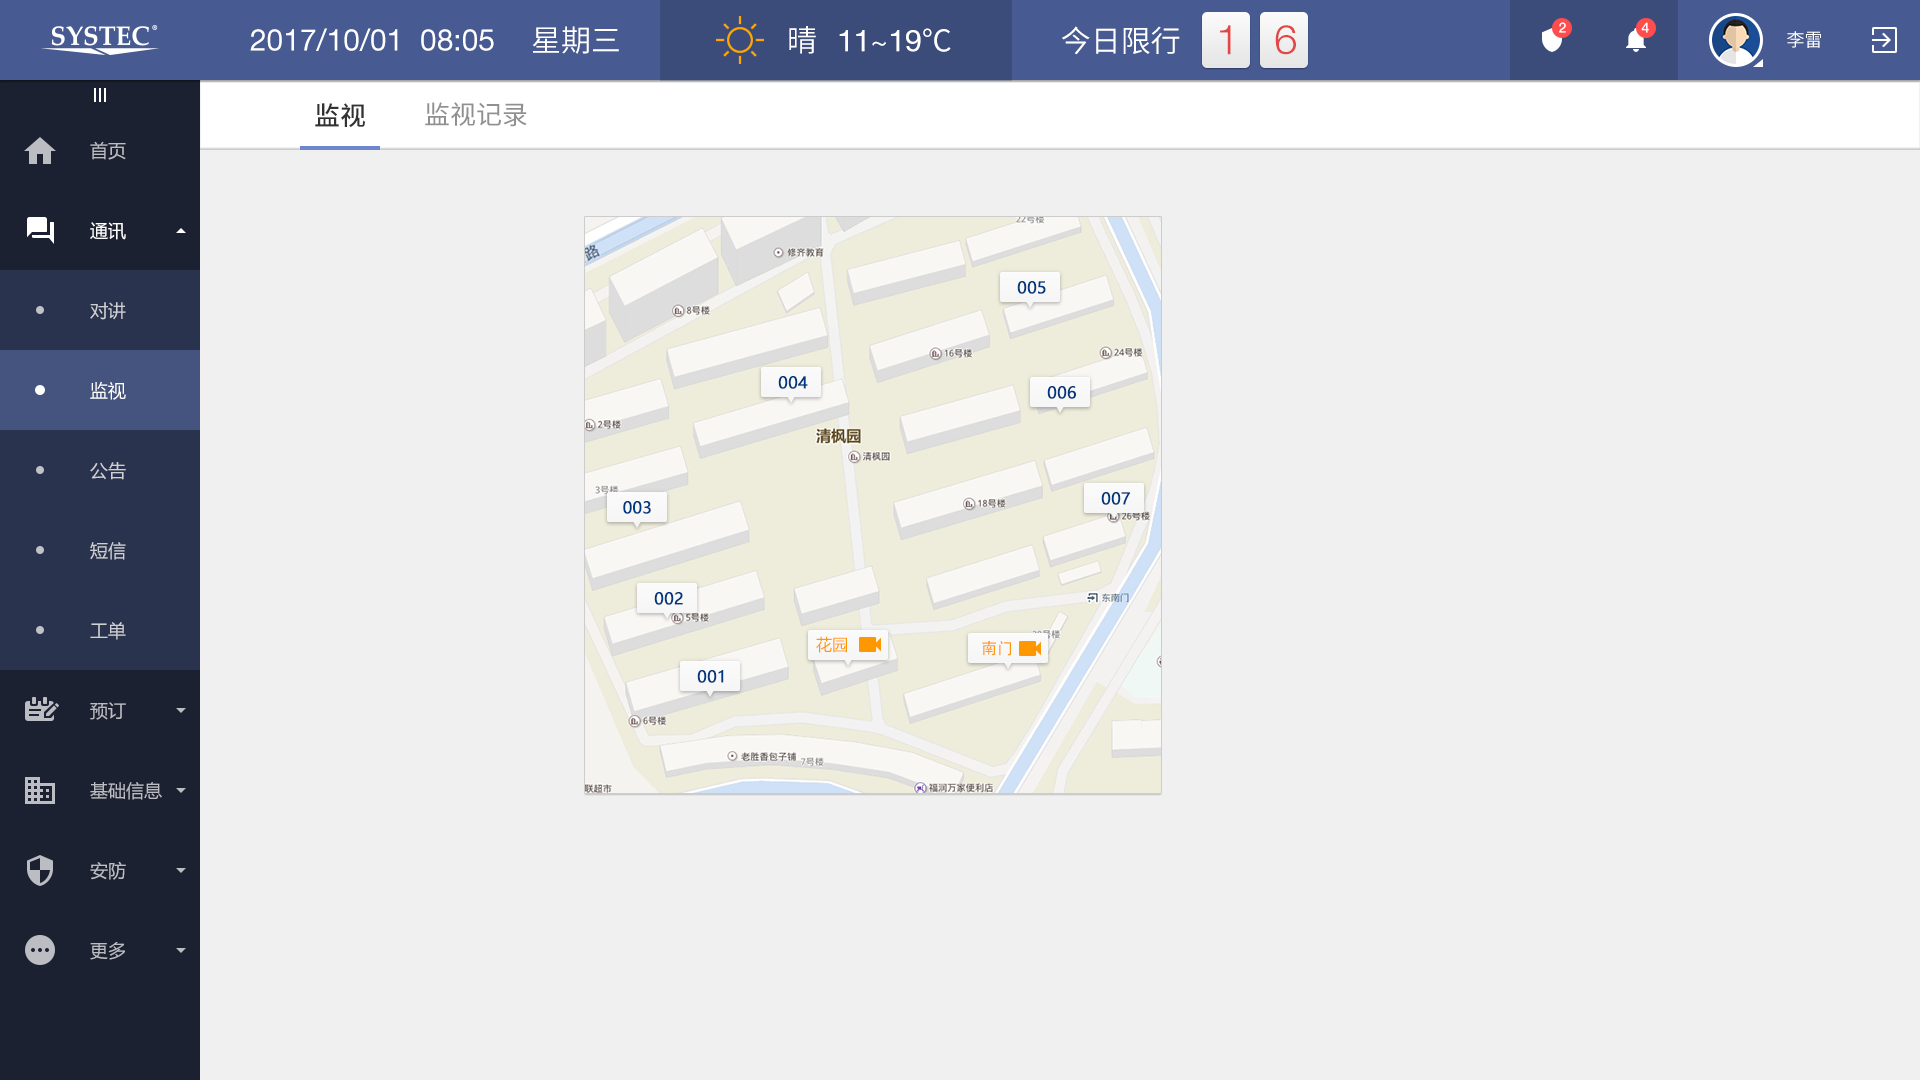 SYSTEC®
2017/10/01 08:05 星期三
晴 11~19℃
今日限行 1 6
2
4
李雷
首页
通讯
对讲
监视
公告
短信
工单
预订
基础信息
安防
更多
监视
监视记录
22号楼
路
修齐教育
005
8号楼
16号楼
24号楼
004
006
2号楼
清枫园
清枫园
3号楼
003
18号楼
007
26号楼
002
5号楼
东南门
花园
南门
001
6号楼
老胜香包子铺
7号楼
联超市
福润万家便利店